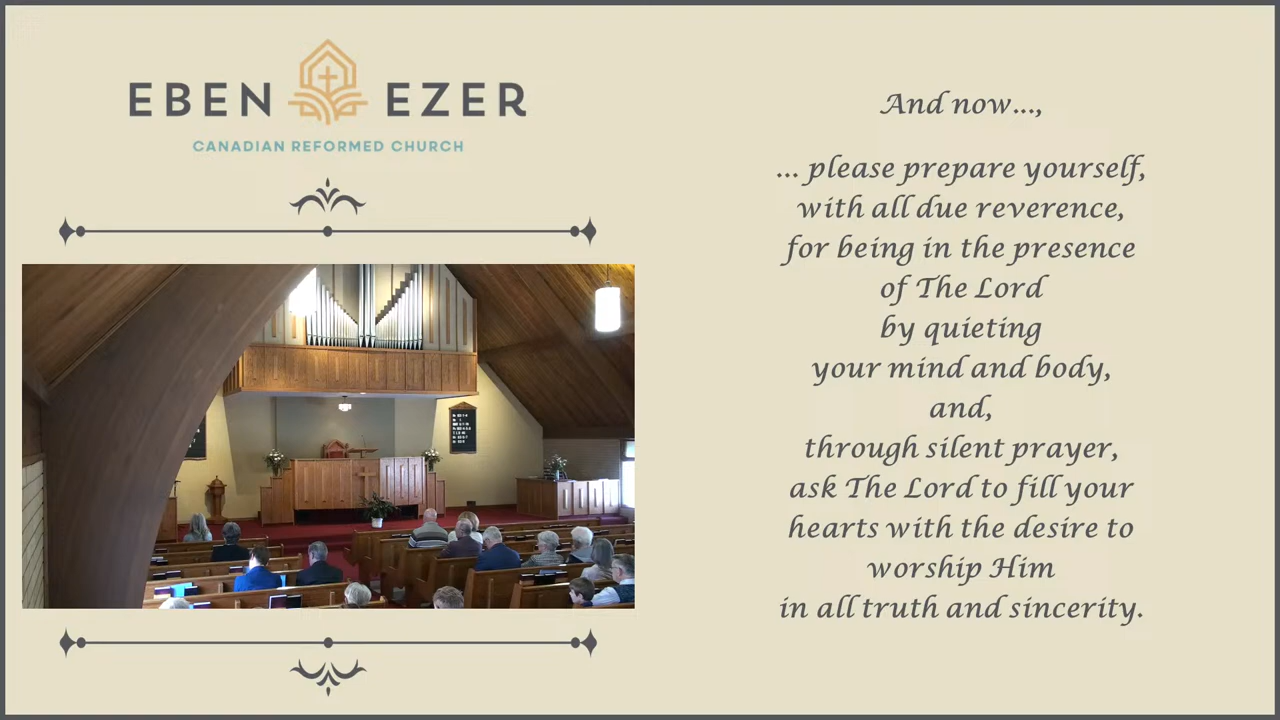 EBEN EZER
CANADIAN REFORMED CHURCH
And now...,
... please prepare yourself,
with all due reverence,
for being in the presence
of The Lord
by quieting
your mind and body,
and,
through silent prayer,
ask The Lord to fill your
hearts with the desire to
worship Him
in all truth and sincerity.